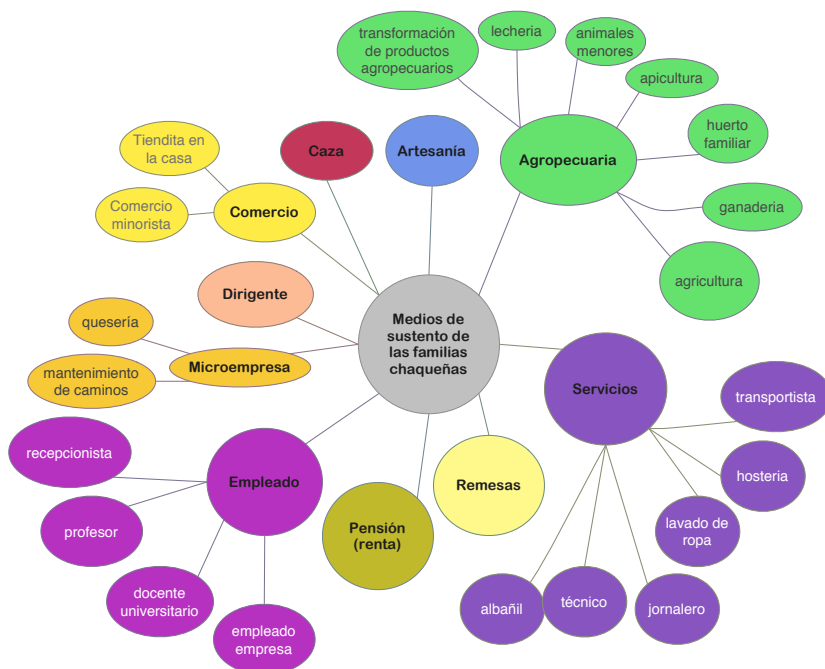 transformación
de productos
agropecuarios
lecheria
animales
menores
apicultura
huerto
familiar
ganaderia
agricultura
Agropecuaria
Artesanía
Caza
Tiendita en
la casa
Comercio
minorista
Comercio
Dirigente
Medios de
sustento de
las familias
chaqueñas
quesería
mantenimiento
de caminos
Microempresa
Servicios
transportista
hosteria
lavado de
ropa
jornalero
técnico
albañil
Remesas
Pensión
(renta)
Empleado
recepcionista
profesor
docente
universitario
empleado
empresa